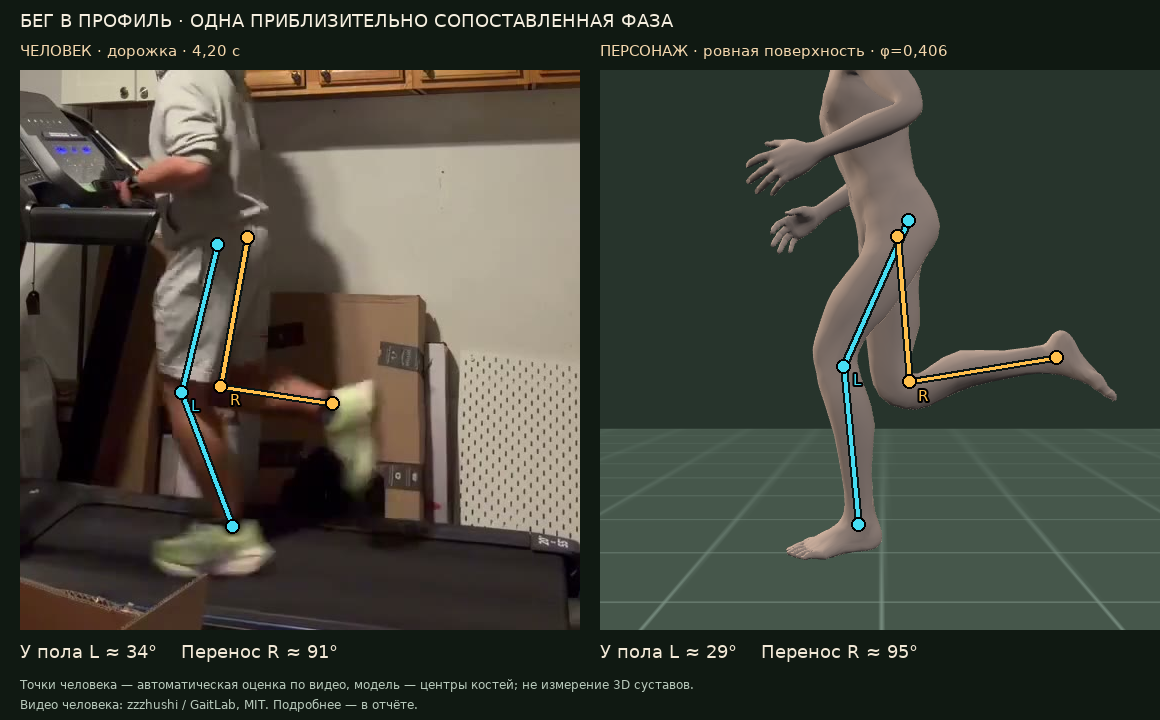 БЕГ В ПРОФИЛЬ · ОДНА ПРИБЛИЗИТЕЛЬНО СОПОСТАВЛЕННАЯ ФАЗА
ЧЕЛОВЕК · дорожка · 4,20 с
ПЕРСОНАЖ · ровная поверхность · φ=0,406
L
R
L
R
У пола L ≈ 34° Перенос R ≈ 91°
У пола L ≈ 29° Перенос R ≈ 95°
Точки человека — автоматическая оценка по видео, модель — центры костей; не измерение 3D суставов.
Видео человека: zzzhushi / GaitLab, MIT. Подробнее — в отчёте.